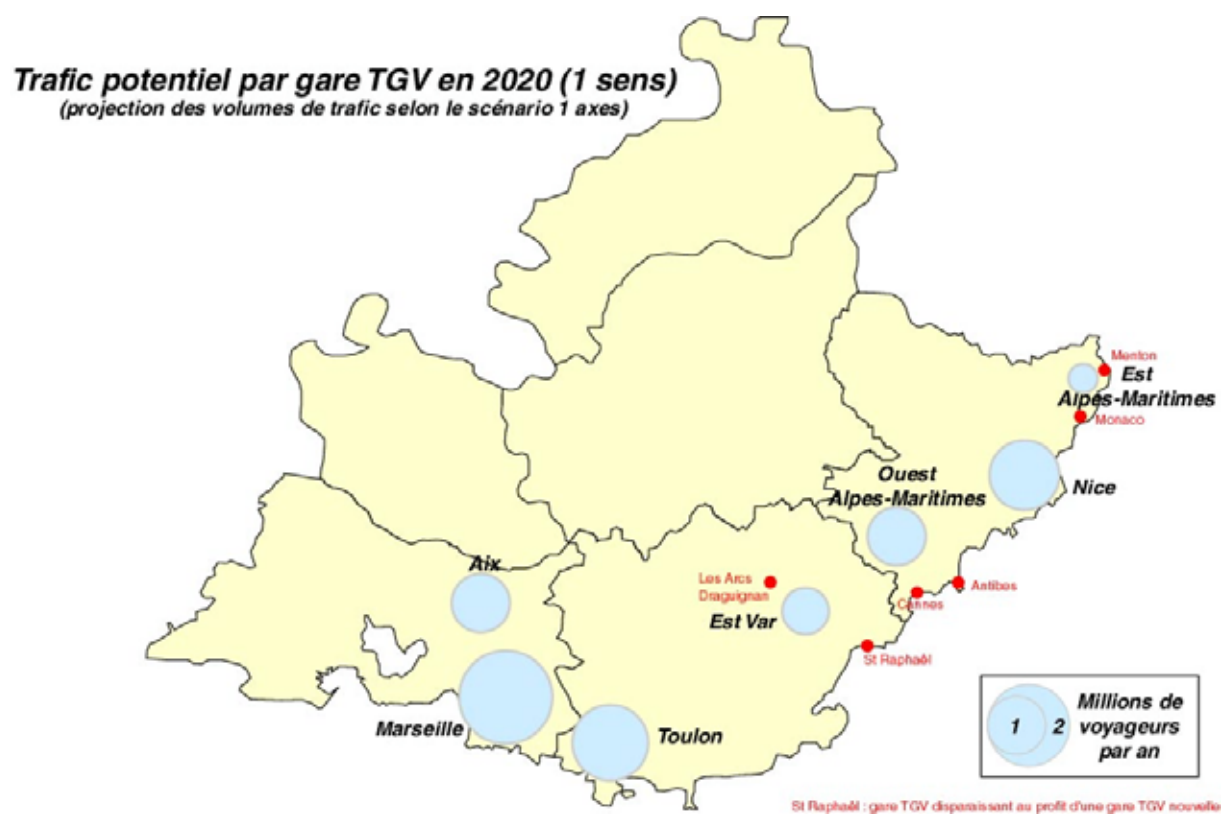 Trafic potentiel par gare TGV en 2020 (1 sens)
(projection des volumes de trafic selon le scénario 1 axes)
Menton
Est
Alpes-Maritimes
Monaco
Ouest
Alpes-Maritimes
Nice
Aix
Les Arcs
Draguignan
Antibes
Cannes
Est Var
St Raphaël
Marseille
Toulon
1 2
Millions de
voyageurs
par an
St Raphaël : gare TGV disparaissant au profit d'une gare TGV nouvelle